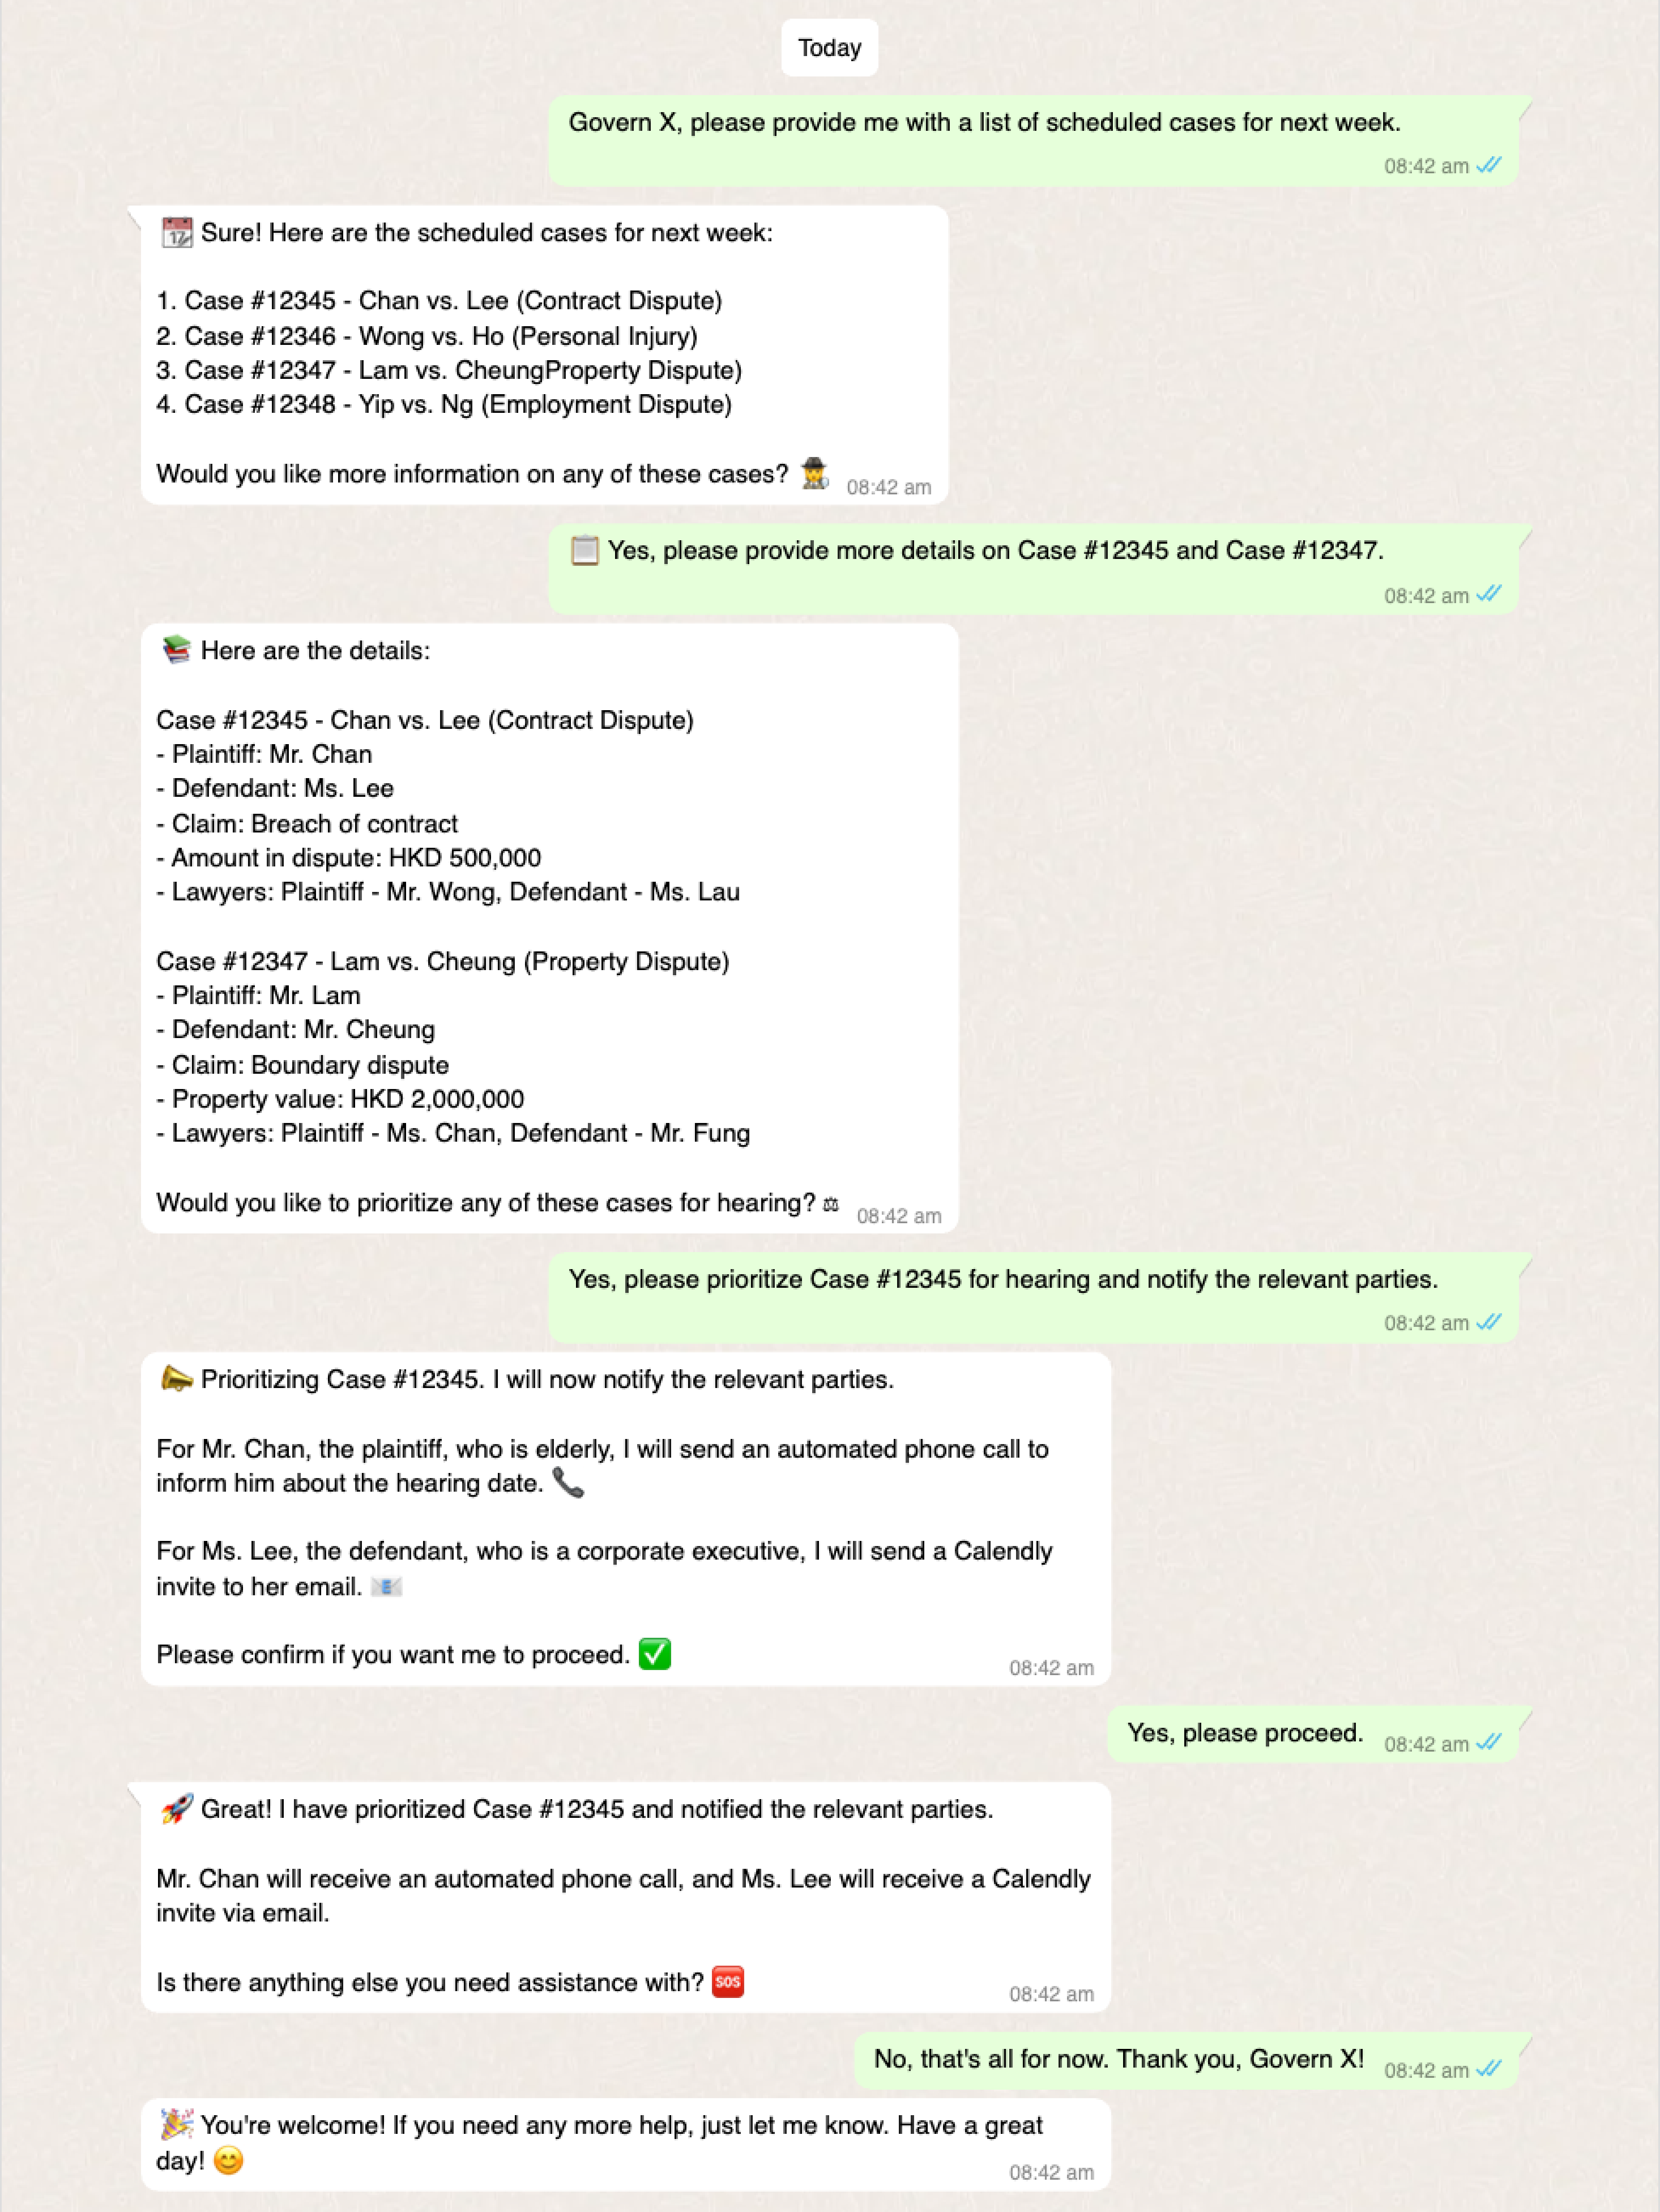 Today
Govern X, please provide me with a list of scheduled cases for next week.
08:42 am
📆 Sure! Here are the scheduled cases for next week:
1. Case #12345 - Chan vs. Lee (Contract Dispute)
2. Case #12346 - Wong vs. Ho (Personal Injury)
3. Case #12347 - Lam vs. CheungProperty Dispute)
4. Case #12348 - Yip vs. Ng (Employment Dispute)
Would you like more information on any of these cases? 🕵️ 08:42 am
📋 Yes, please provide more details on Case #12345 and Case #12347.
08:42 am
📚 Here are the details:
Case #12345 - Chan vs. Lee (Contract Dispute)
- Plaintiff: Mr. Chan
- Defendant: Ms. Lee
- Claim: Breach of contract
- Amount in dispute: HKD 500,000
- Lawyers: Plaintiff - Mr. Wong, Defendant - Ms. Lau
Case #12347 - Lam vs. Cheung (Property Dispute)
- Plaintiff: Mr. Lam
- Defendant: Mr. Cheung
- Claim: Boundary dispute
- Property value: HKD 2,000,000
- Lawyers: Plaintiff - Ms. Chan, Defendant - Mr. Fung
Would you like to prioritize any of these cases for hearing? ⚖ 08:42 am
Yes, please prioritize Case #12345 for hearing and notify the relevant parties.
08:42 am
📣 Prioritizing Case #12345. I will now notify the relevant parties.
For Mr. Chan, the plaintiff, who is elderly, I will send an automated phone call to
inform him about the hearing date. 📞
For Ms. Lee, the defendant, who is a corporate executive, I will send a Calendly
invite to her email. 📧
Please confirm if you want me to proceed. ✅ 08:42 am
Yes, please proceed. 08:42 am
🚀 Great! I have prioritized Case #12345 and notified the relevant parties.
Mr. Chan will receive an automated phone call, and Ms. Lee will receive a Calendly
invite via email.
Is there anything else you need assistance with? 🆘 08:42 am
No, that's all for now. Thank you, Govern X! 08:42 am
🎉 You're welcome! If you need any more help, just let me know. Have a great
day! 😊 08:42 am